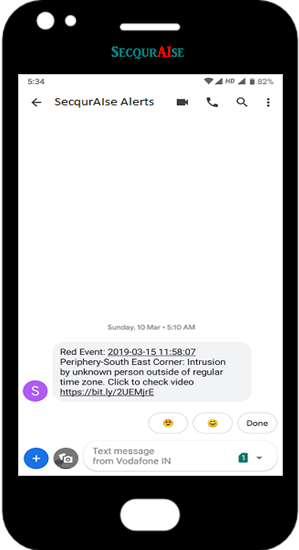 SECQURAISE
5:34 HD 82%
SecqurAIse Alerts
Sunday, 10 Mar • 5:10 AM
Red Event: 2019-03-15 11:58:07
Periphery-South East Corner: Intrusion
by unknown person outside of regular
time zone. Click to check video
https://bit.ly/2UEMjrE
S
Done
Text message
from Vodafone IN
1